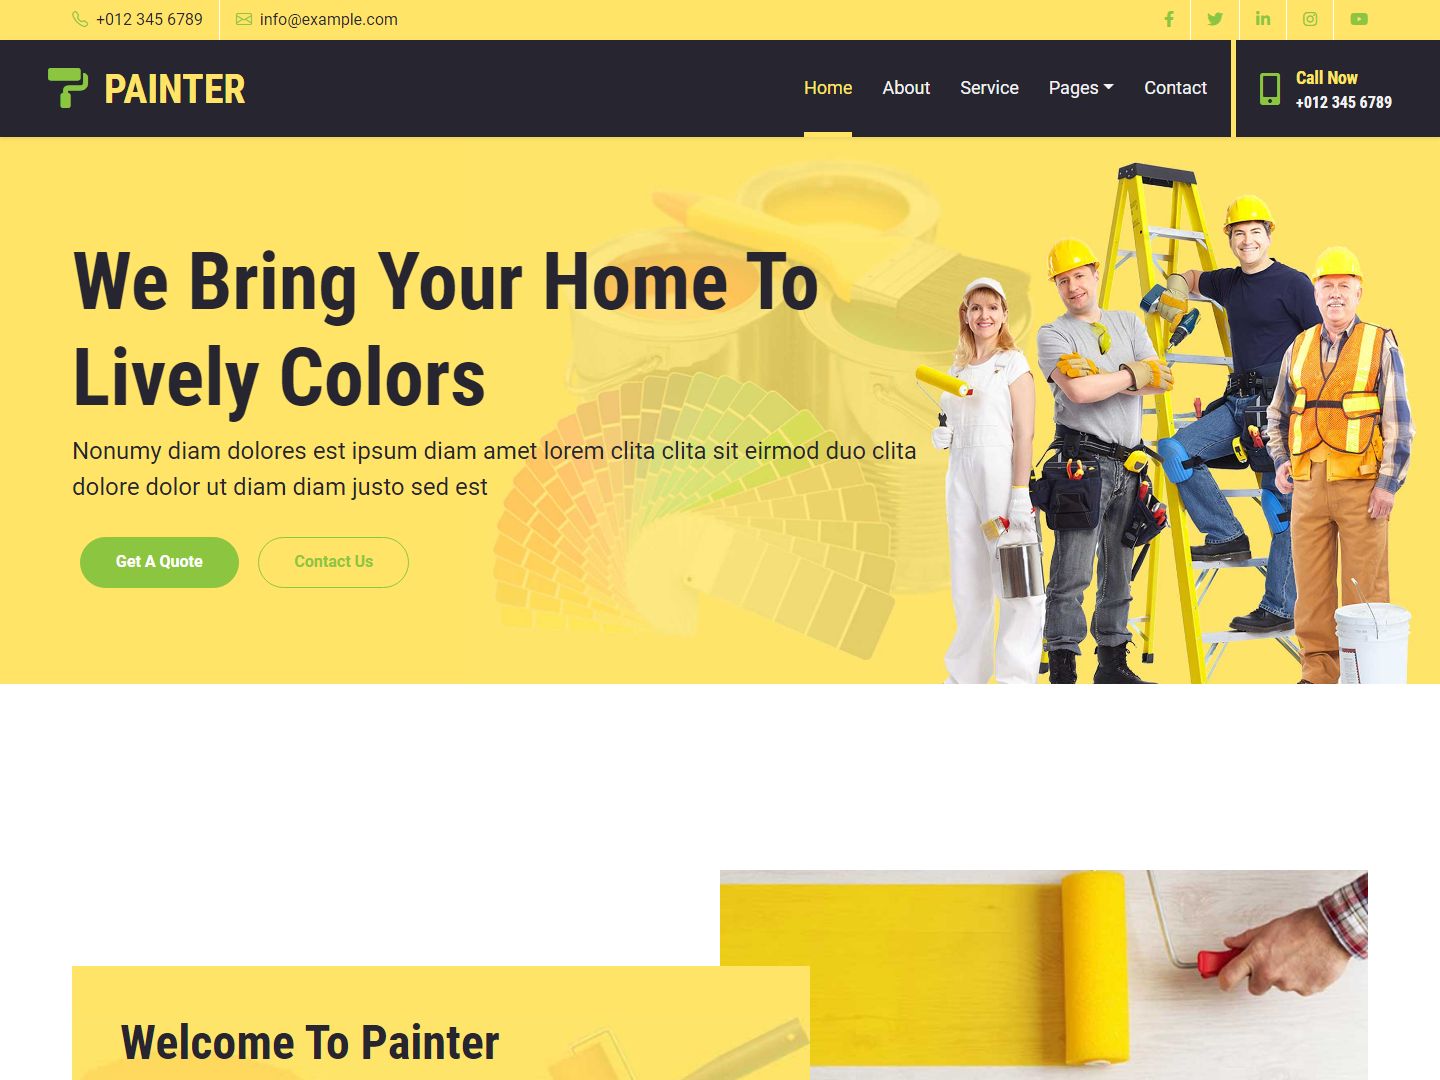 +012 345 6789
info@example.com
PAINTER
Home
About
Service
Pages
Contact
Call Now
+012 345 6789
We Bring Your Home To
Lively Colors
Nonumy diam dolores est ipsum diam amet lorem clita clita sit eirmod duo clita
dolore dolor ut diam diam justo sed est
Get A Quote
Contact Us
Welcome To Painter